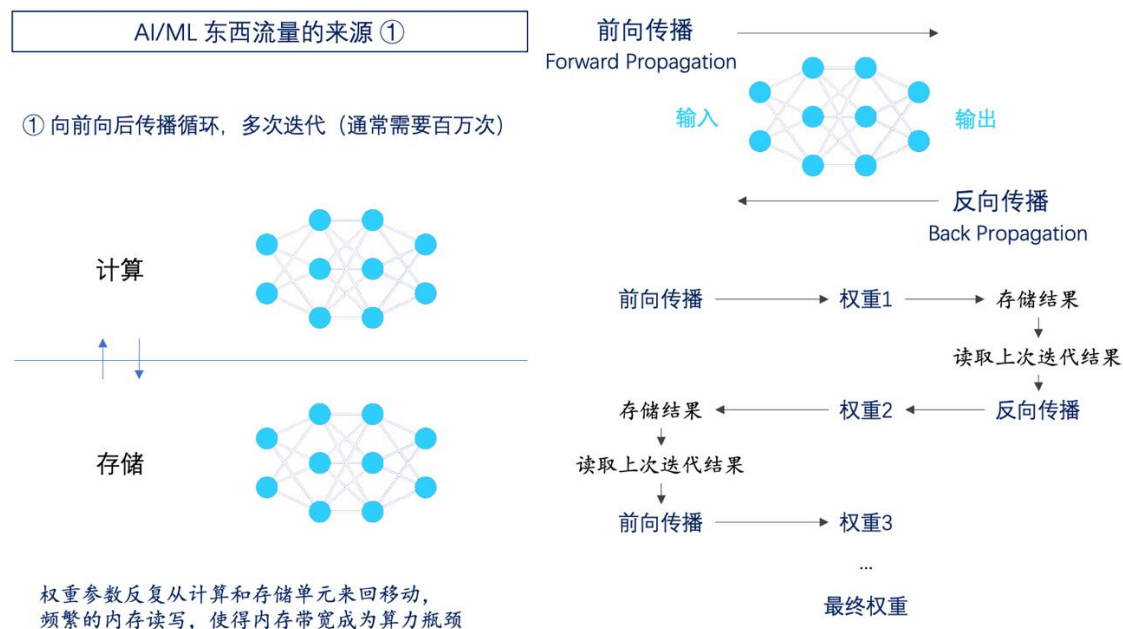 AI/ML 东西流量的来源 ①
① 向前向后传播循环，多次迭代（通常需要百万次）
计算
存储
权重参数反复从计算和存储单元来回移动，
频繁的内存读写，使得内存带宽成为算力瓶颈
前向传播
Forward Propagation
输入
输出
反向传播
Back Propagation
前向传播
权重1
存储结果
读取上次迭代结果
存储结果
权重2
反向传播
读取上次迭代结果
前向传播
权重3
...
最终权重